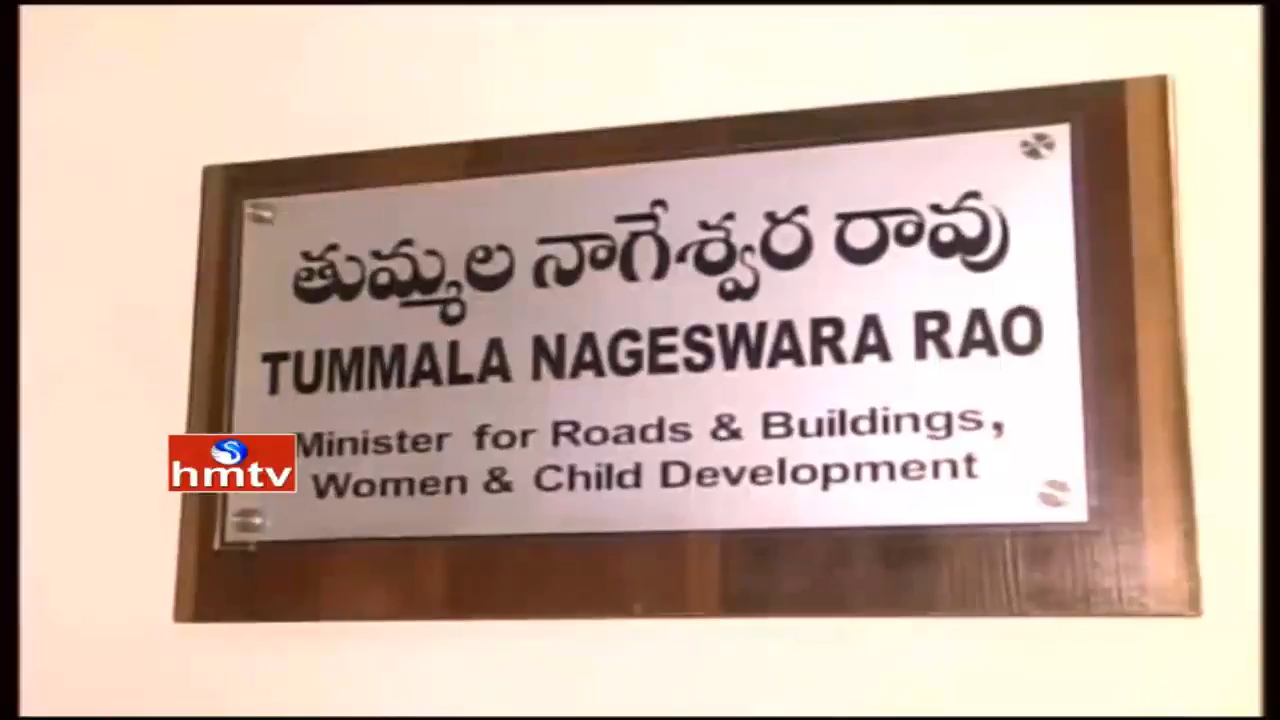 తుమ్మల నాగేశ్వర రావు
TUMMALA NAGESWARA RAO
Minister for Roads & Buildings,
Women & Child Development
hmtv